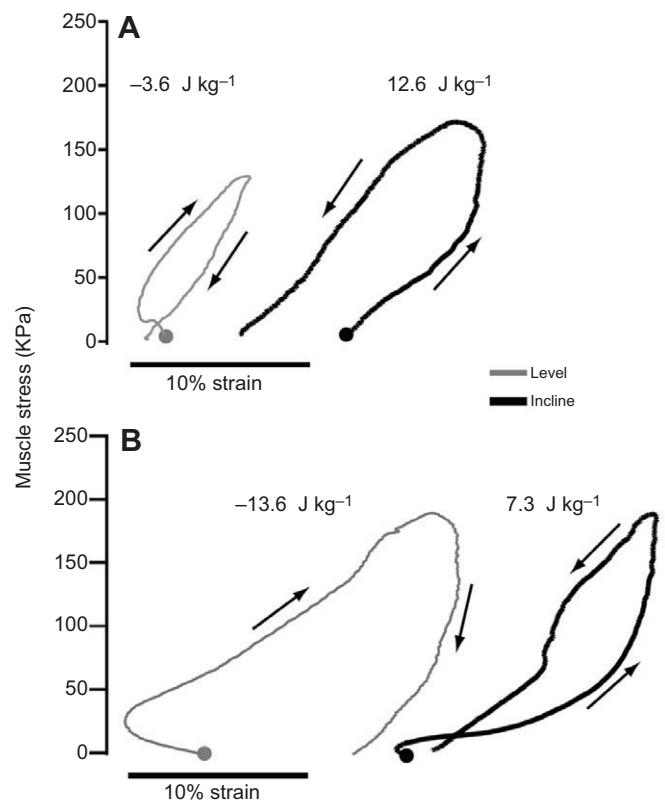 A
250
–3.6 J kg⁻¹
12.6 J kg⁻¹
200
150
100
50
0
10% strain
Level
Incline
Muscle stress (KPa)
B
250
–13.6 J kg⁻¹
7.3 J kg⁻¹
200
150
100
50
0
10% strain